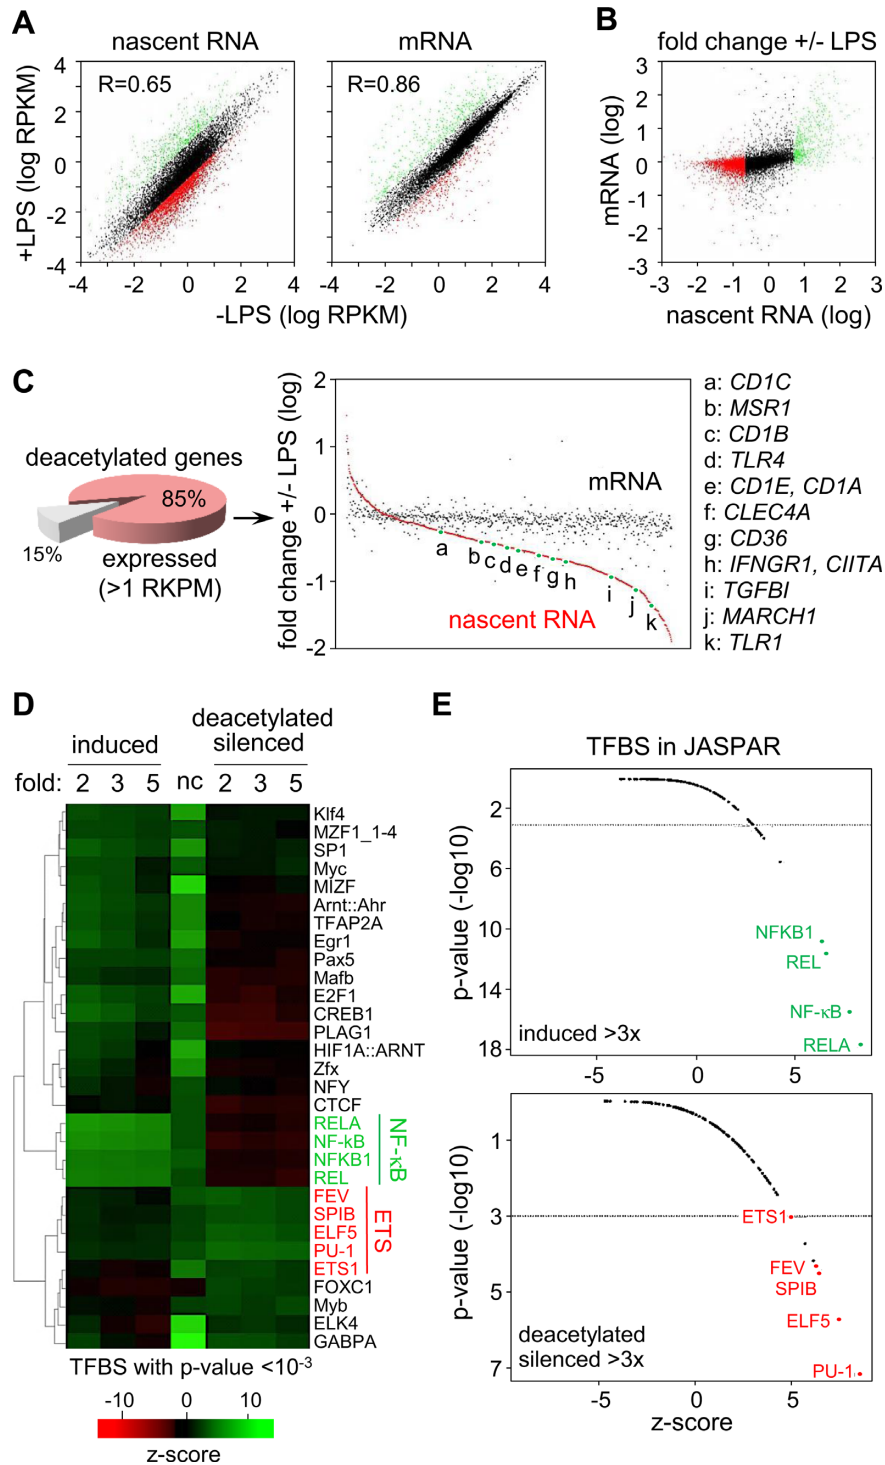 A
nascent RNA
mRNA
+LPS (log RPKM)
4
2
0
-2
-4
R=0.65
R=0.86
-4 -2 0 2 4
-4 -2 0 2 4
-LPS (log RPKM)
B
fold change +/- LPS
mRNA (log)
3
2
1
0
-1
-2
-3
-3 -2 -1 0 1 2 3
nascent RNA (log)
C
deacetylated genes
85%
15%
expressed
(>1 RKPM)
fold change +/- LPS (log)
2
1
0
-1
-2
mRNA
nascent RNA
a b c d e f g h i j k
a: CD1C
b: MSR1
c: CD1B
d: TLR4
e: CD1E, CD1A
f: CLEC4A
g: CD36
h: IFNGR1, CIITA
i: TGFBI
j: MARCH1
k: TLR1
D
induced
deacetylated
silenced
fold: 2 3 5 nc 2 3 5
Klf4
MZF1_1-4
SP1
Myc
MIZF
Arnt::Ahr
TFAP2A
Egr1
Pax5
Mafb
E2F1
CREB1
PLAG1
HIF1A::ARNT
Zfx
NFY
CTCF
RELA
NF-kB
NFKB1
REL
NF-κB
FEV
SPIB
ELF5
PU-1
ETS1
ETS
FOXC1
Myb
ELK4
GABPA
TFBS with p-value <10-3
-10 0 10
z-score
E
TFBS in JASPAR
p-value (-log10)
2
6
10
14
18
NFKB1
REL
NF-κB
RELA
induced >3x
-5 0 5
p-value (-log10)
1
3
5
7
ETS1
FEV
SPIB
ELF5
PU-1
deacetylated
silenced >3x
-5 0 5
z-score